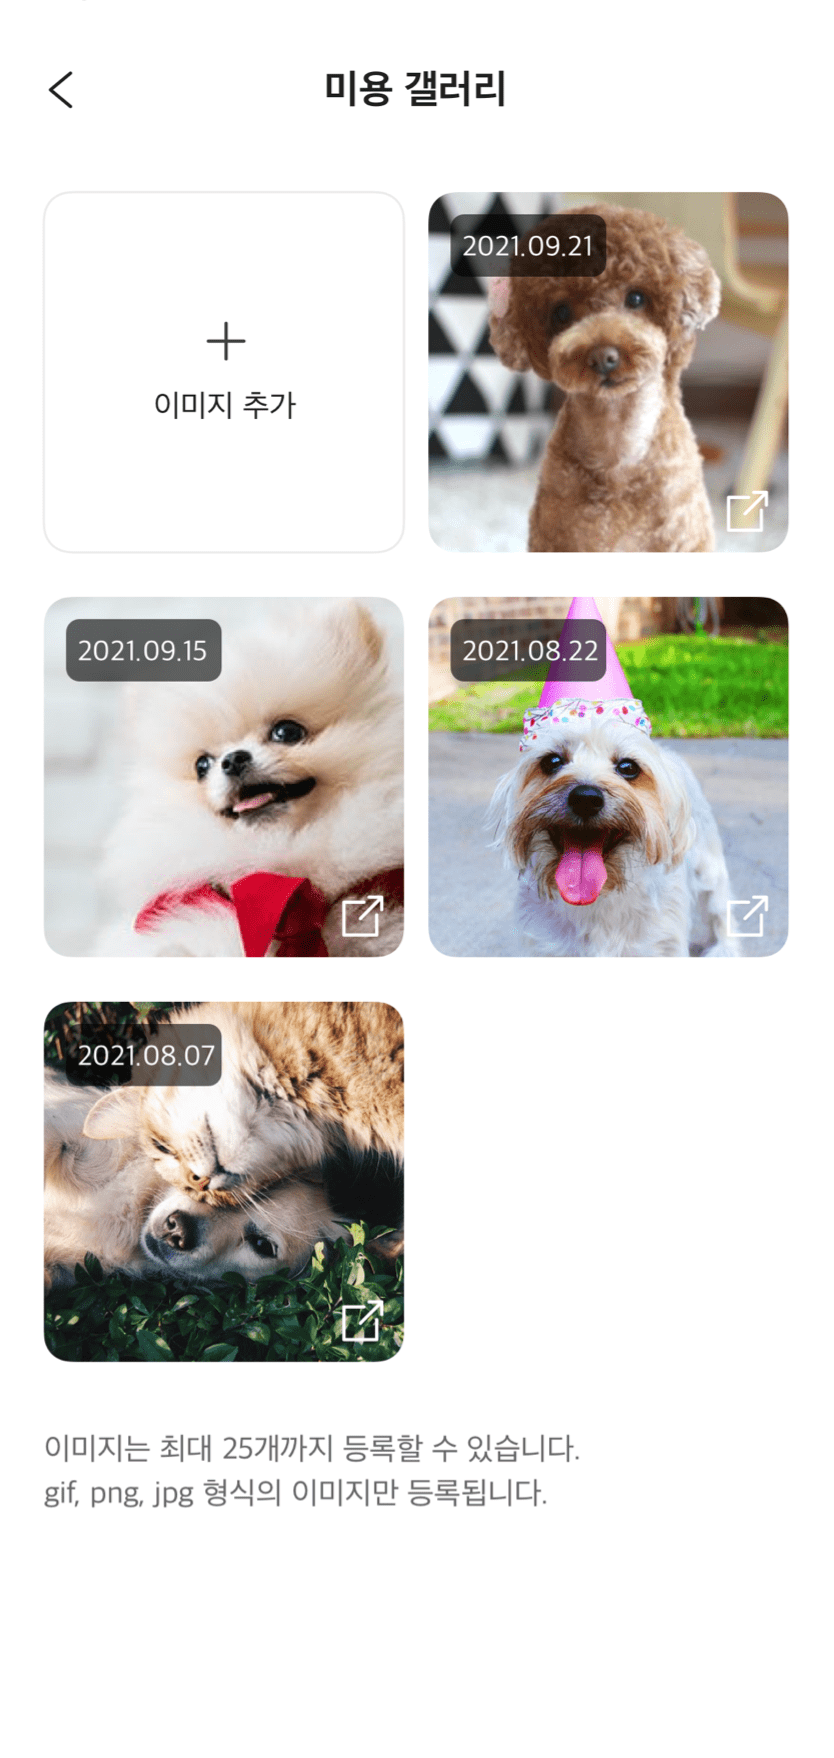 미용 갤러리
이미지 추가
2021.09.21
2021.09.15
2021.08.22
2021.08.07
이미지는 최대 25개까지 등록할 수 있습니다.
gif, png, jpg 형식의 이미지만 등록됩니다.